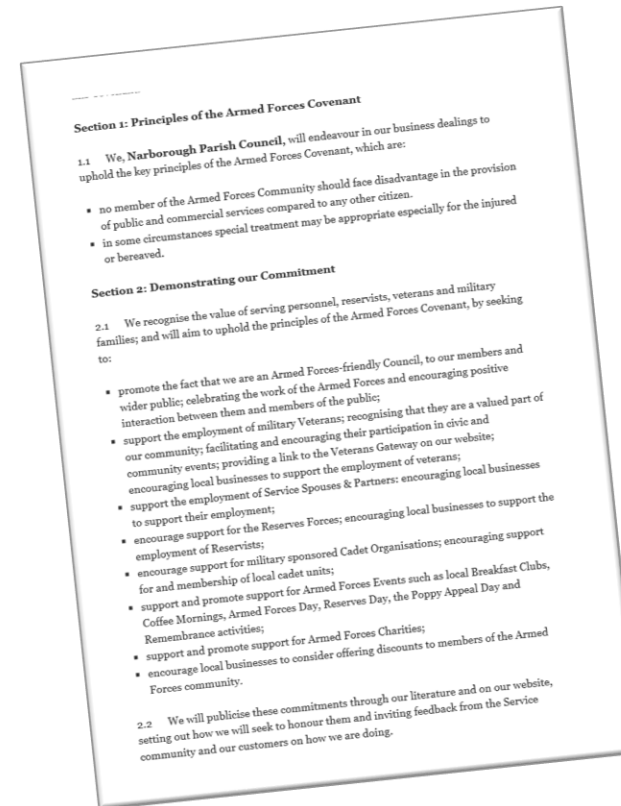 Section 1: Principles of the Armed Forces Covenant
1.1 We, Narborough Parish Council, will endeavour in our business dealings to
uphold the key principles of the Armed Forces Covenant, which are:
▪ no member of the Armed Forces Community should face disadvantage in the provision
of public and commercial services compared to any other citizen.
▪ in some circumstances special treatment may be appropriate especially for the injured
or bereaved.
Section 2: Demonstrating our Commitment
2.1 We recognise the value of serving personnel, reservists, veterans and military
families; and will aim to uphold the principles of the Armed Forces Covenant, by seeking
to:
▪ promote the fact that we are an Armed Forces-friendly Council, to our members and
wider public; celebrating the work of the Armed Forces and encouraging positive
interaction between them and members of the public;
▪ support the employment of military Veterans; recognising that they are a valued part of
our community; facilitating and encouraging their participation in civic and
community events; providing a link to the Veterans Gateway on our website;
encouraging local businesses to support the employment of veterans;
▪ support the employment of Service Spouses & Partners: encouraging local businesses
to support their employment;
▪ encourage support for the Reserves Forces; encouraging local businesses to support the
employment of Reservists;
▪ encourage support for military sponsored Cadet Organisations; encouraging support
for and membership of local cadet units;
▪ support and promote support for Armed Forces Events such as local Breakfast Clubs,
Coffee Mornings, Armed Forces Day, Reserves Day, the Poppy Appeal Day and
Remembrance activities;
▪ support and promote support for Armed Forces Charities;
▪ encourage local businesses to consider offering discounts to members of the Armed
Forces community.
2.2 We will publicise these commitments through our literature and on our website,
setting out how we will seek to honour them and inviting feedback from the Service
community and our customers on how we are doing.